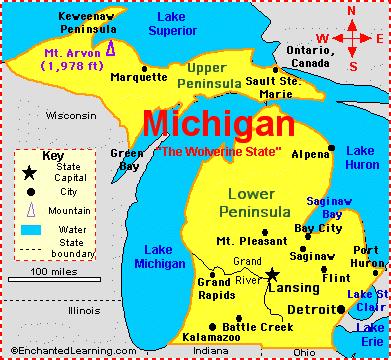 Keweenaw
Peninsula
Lake
Superior
N
W
E
S
Mt. Arvon
(1,978 ft)
Marquette
Upper
Peninsula
Sault Ste.
Marie
Ontario,
Canada
Wisconsin
Michigan
"The Wolverine State"
Green
Bay
Alpena
Lake
Huron
Key
State
Capital
City
Mountain
Water
State
boundary
100 miles
Lower
Peninsula
Saginaw
Bay
Bay City
Mt. Pleasant
Saginaw
Port
Huron
Lake
Michigan
Grand
River
Grand
Rapids
Lansing
Flint
Lake St.
Clair
Detroit
Illinois
Battle Creek
Kalamazoo
Lake
Erie
©EnchantedLearning.com
Indiana
Ohio